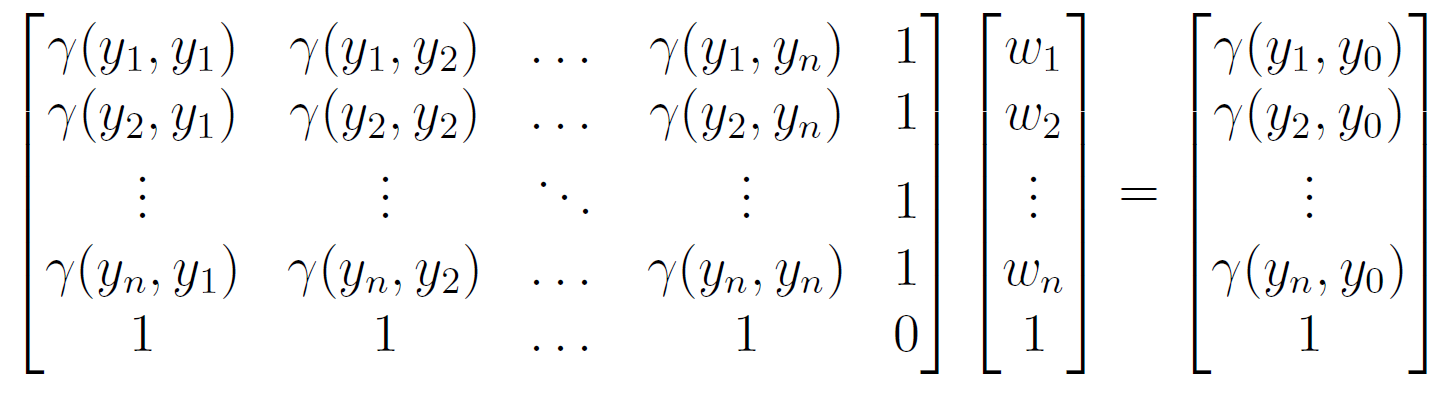 γ(y₁, y₁) γ(y₁, y₂) … γ(y₁, yₙ) 1 w₁ γ(y₁, y₀)
γ(y₂, y₁) γ(y₂, y₂) … γ(y₂, yₙ) 1 w₂ γ(y₂, y₀)
⋮ ⋮ ⋱ ⋮ 1 ⋮ = ⋮
γ(yₙ, y₁) γ(yₙ, y₂) … γ(yₙ, yₙ) 1 wₙ γ(yₙ, y₀)
1 1 … 1 0 1 1